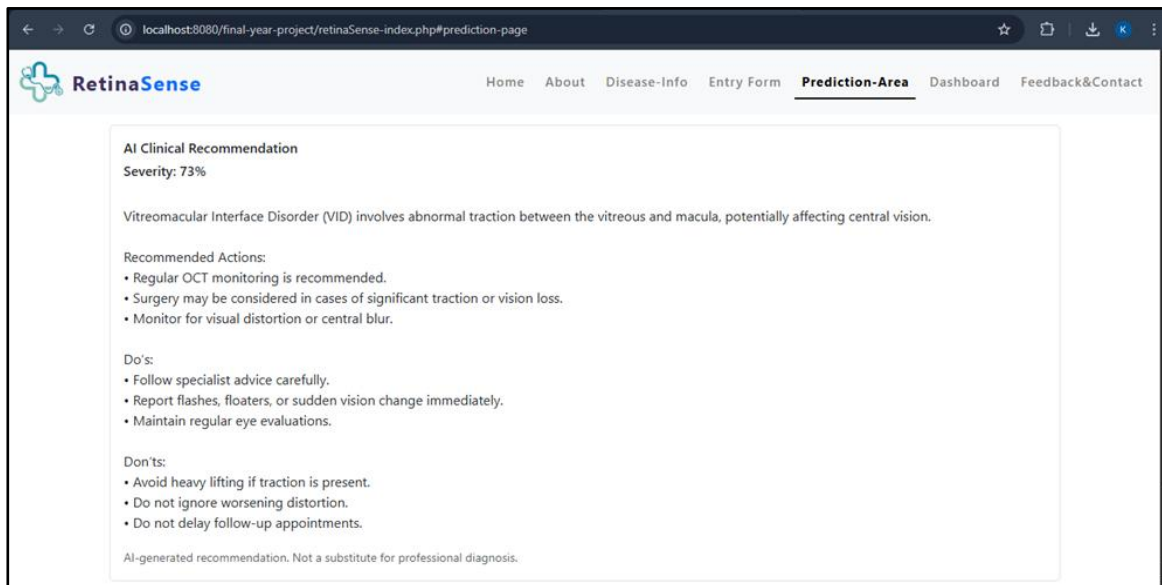 localhost:8080/final-year-project/retinaSense-index.php#prediction-page
K
RetinaSense
Home About Disease-Info Entry Form Prediction-Area Dashboard Feedback&Contact
AI Clinical Recommendation
Severity: 73%
Vitreomacular Interface Disorder (VID) involves abnormal traction between the vitreous and macula, potentially affecting central vision.
Recommended Actions:
• Regular OCT monitoring is recommended.
• Surgery may be considered in cases of significant traction or vision loss.
• Monitor for visual distortion or central blur.
Do's:
• Follow specialist advice carefully.
• Report flashes, floaters, or sudden vision change immediately.
• Maintain regular eye evaluations.
Don'ts:
• Avoid heavy lifting if traction is present.
• Do not ignore worsening distortion.
• Do not delay follow-up appointments.
AI-generated recommendation. Not a substitute for professional diagnosis.